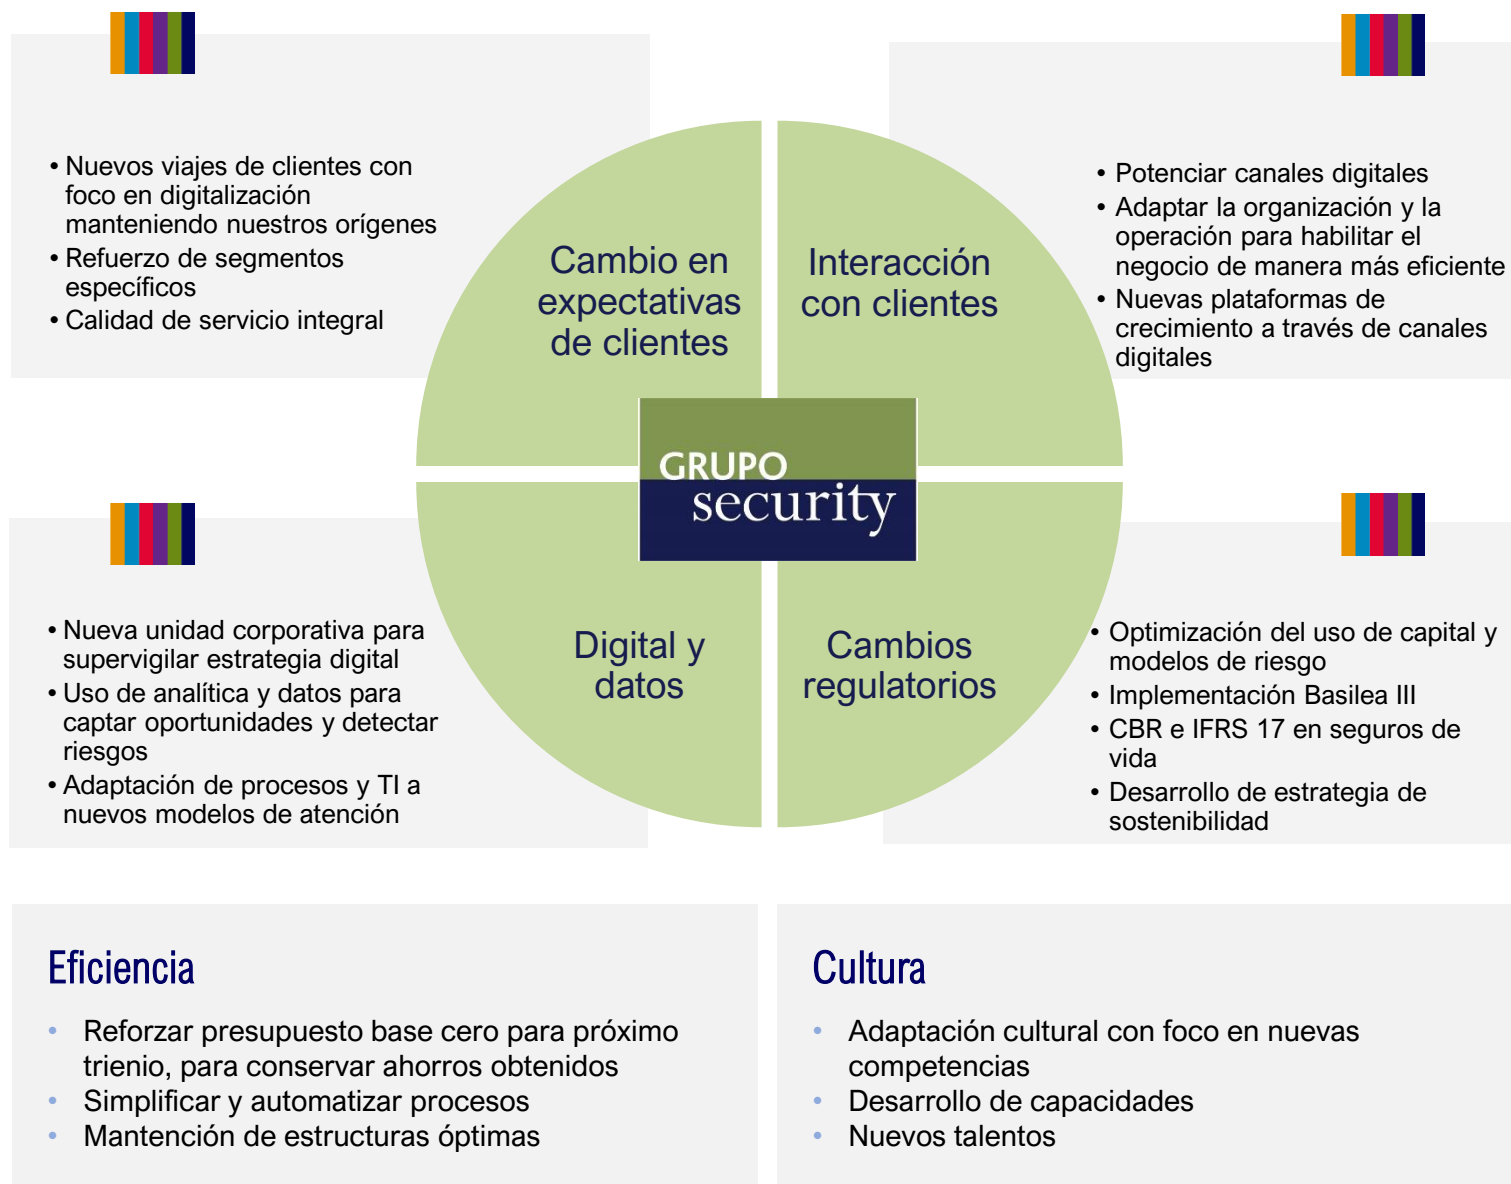 • Nuevos viajes de clientes con
foco en digitalización
manteniendo nuestros orígenes
• Refuerzo de segmentos
específicos
• Calidad de servicio integral
Cambio en
expectativas
de clientes
Interacción
con clientes
• Potenciar canales digitales
• Adaptar la organización y la
operación para habilitar el
negocio de manera más eficiente
• Nuevas plataformas de
crecimiento a través de canales
digitales
GRUPO
security
• Nueva unidad corporativa para
supervigilar estrategia digital
• Uso de analítica y datos para
captar oportunidades y detectar
riesgos
• Adaptación de procesos y TI a
nuevos modelos de atención
Digital y
datos
Cambios
regulatorios
• Optimización del uso de capital y
modelos de riesgo
• Implementación Basilea III
• CBR e IFRS 17 en seguros de
vida
• Desarrollo de estrategia de
sostenibilidad
Eficiencia
• Reforzar presupuesto base cero para próximo
trienio, para conservar ahorros obtenidos
• Simplificar y automatizar procesos
• Mantención de estructuras óptimas
Cultura
• Adaptación cultural con foco en nuevas
competencias
• Desarrollo de capacidades
• Nuevos talentos